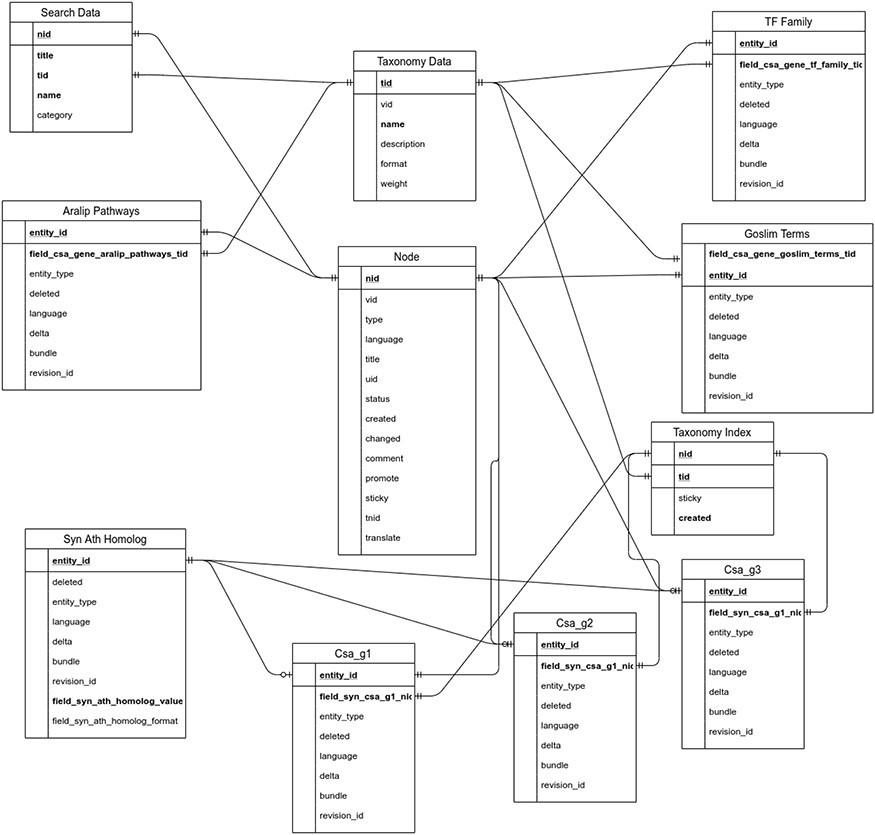 Search Data
nid
title
tid
name
category
Taxonomy Data
tid
vid
name
description
format
weight
TF Family
entity_id
field_csa_gene_tf_family_tid
entity_type
deleted
language
delta
bundle
revision_id
Aralip Pathways
entity_id
field_csa_gene_aralip_pathways_tid
entity_type
deleted
language
delta
bundle
revision_id
Node
nid
vid
type
language
title
uid
status
created
changed
comment
promote
sticky
tnid
translate
Goslim Terms
field_csa_gene_goslim_terms_tid
entity_id
entity_type
deleted
language
delta
bundle
revision_id
Taxonomy Index
nid
tid
sticky
created
Syn Ath Homolog
entity_id
deleted
entity_type
language
delta
bundle
revision_id
field_syn_ath_homolog_value
field_syn_ath_homolog_format
Csa_g1
entity_id
field_syn_csa_g1_nid
entity_type
deleted
language
delta
bundle
revision_id
Csa_g2
entity_id
field_syn_csa_g1_nid
entity_type
deleted
language
delta
bundle
revision_id
Csa_g3
entity_id
field_syn_csa_g1_nid
entity_type
deleted
language
delta
bundle
revision_id